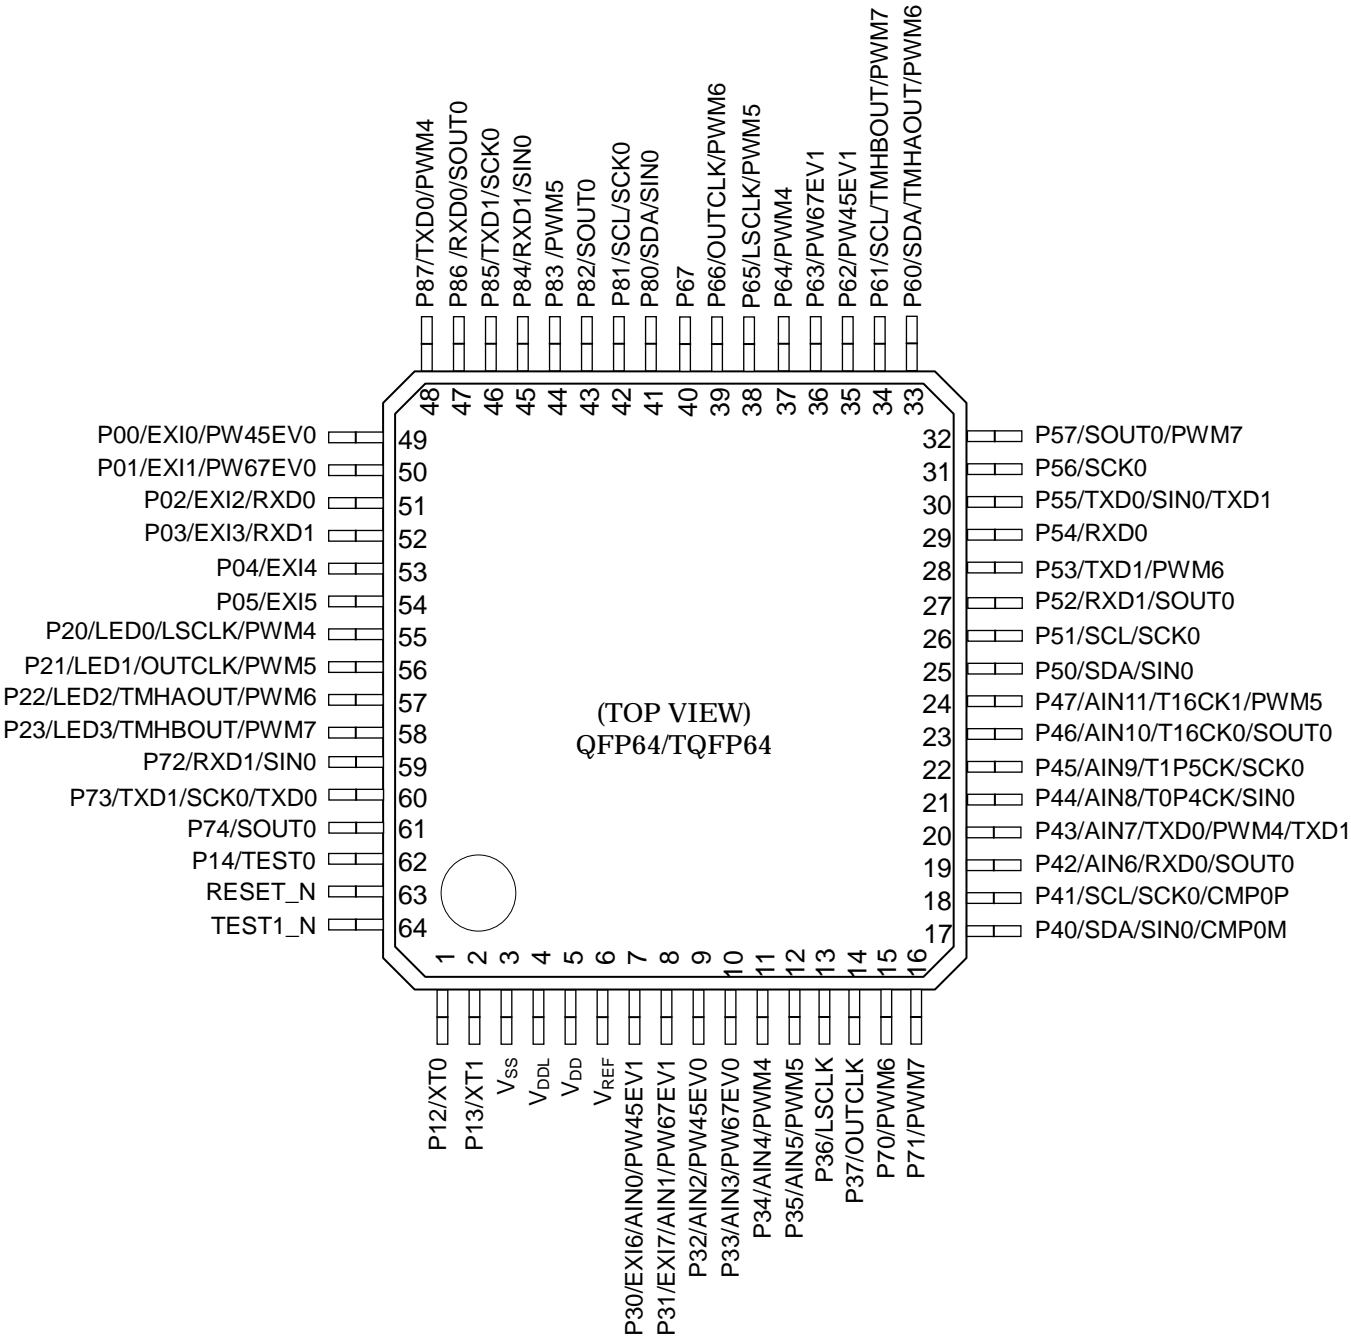 P87/TXD0/PWM4
P86 /RXD0/SOUT0
P85/TXD1/SCK0
P84/RXD1/SIN0
P83 /PWM5
P82/SOUT0
P81/SCL/SCK0
P80/SDA/SIN0
P67
P66/OUTCLK/PWM6
P65/LSCLK/PWM5
P64/PWM4
P63/PW67EV1
P62/PW45EV1
P61/SCL/TMHBOUT/PWM7
P60/SDA/TMHAOUT/PWM6
48
47
46
45
44
43
42
41
40
39
38
37
36
35
34
33
P00/EXI0/PW45EV0 49
P01/EXI1/PW67EV0 50
P02/EXI2/RXD0 51
P03/EXI3/RXD1 52
P04/EXI4 53
P05/EXI5 54
P20/LED0/LSCLK/PWM4 55
P21/LED1/OUTCLK/PWM5 56
P22/LED2/TMHAOUT/PWM6 57
P23/LED3/TMHBOUT/PWM7 58
P72/RXD1/SIN0 59
P73/TXD1/SCK0/TXD0 60
P74/SOUT0 61
P14/TEST0 62
RESET_N 63
TEST1_N 64
(TOP VIEW)
QFP64/TQFP64
32 P57/SOUT0/PWM7
31 P56/SCK0
30 P55/TXD0/SIN0/TXD1
29 P54/RXD0
28 P53/TXD1/PWM6
27 P52/RXD1/SOUT0
26 P51/SCL/SCK0
25 P50/SDA/SIN0
24 P47/AIN11/T16CK1/PWM5
23 P46/AIN10/T16CK0/SOUT0
22 P45/AIN9/T1P5CK/SCK0
21 P44/AIN8/T0P4CK/SIN0
20 P43/AIN7/TXD0/PWM4/TXD1
19 P42/AIN6/RXD0/SOUT0
18 P41/SCL/SCK0/CMP0P
17 P40/SDA/SIN0/CMP0M
1
2
3
4
5
6
7
8
9
10
11
12
13
14
15
16
P12/XT0
P13/XT1
VSS
VDDL
VDD
VREF
P30/EXI6/AIN0/PW45EV1
P31/EXI7/AIN1/PW67EV1
P32/AIN2/PW45EV0
P33/AIN3/PW67EV0
P34/AIN4/PWM4
P35/AIN5/PWM5
P36/LSCLK
P37/OUTCLK
P70/PWM6
P71/PWM7